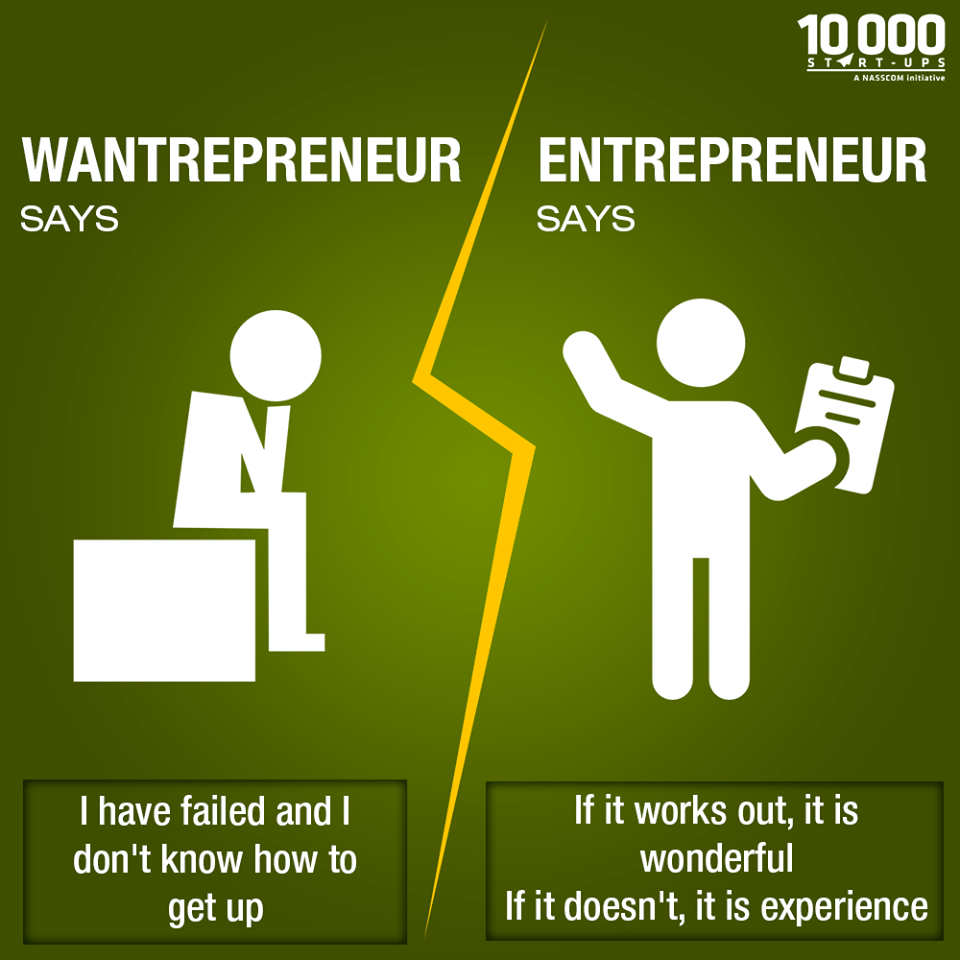 10 000
START-UPS
A NASSCOM initiative
WANTREPRENEUR
SAYS
ENTREPRENEUR
SAYS
I have failed and I
don't know how to
get up
If it works out, it is
wonderful
If it doesn't, it is experience